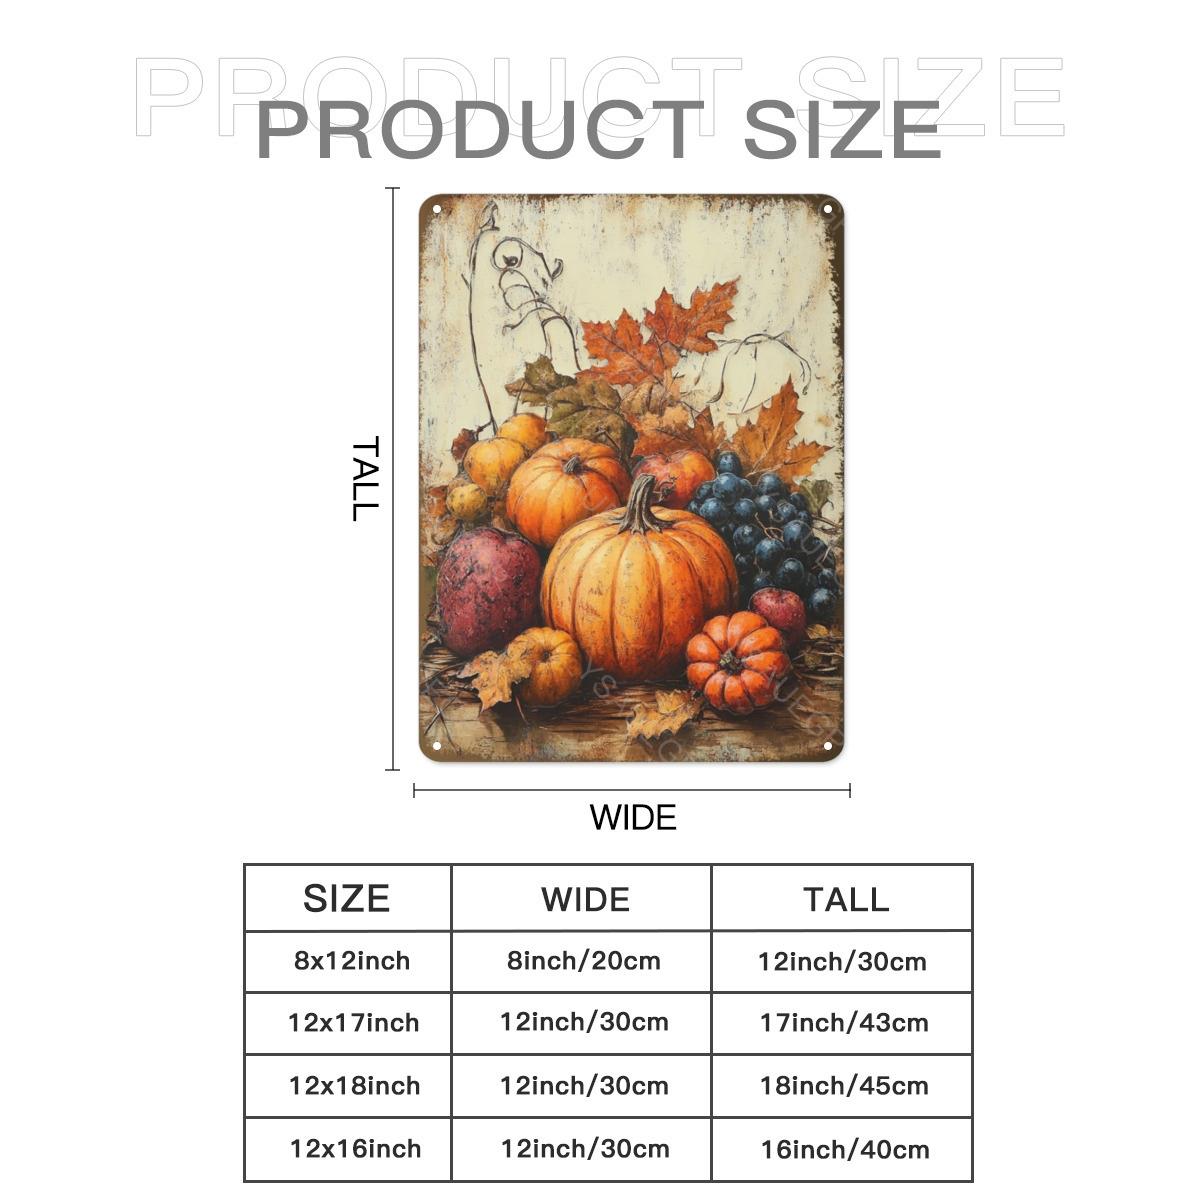 PRODUCT SIZE
PRODUCT SIZE
TALL
WIDE
SIZE WIDE TALL
8x12inch 8inch/20cm 12inch/30cm
12x17inch 12inch/30cm 17inch/43cm
12x18inch 12inch/30cm 18inch/45cm
12x16inch 12inch/30cm 16inch/40cm